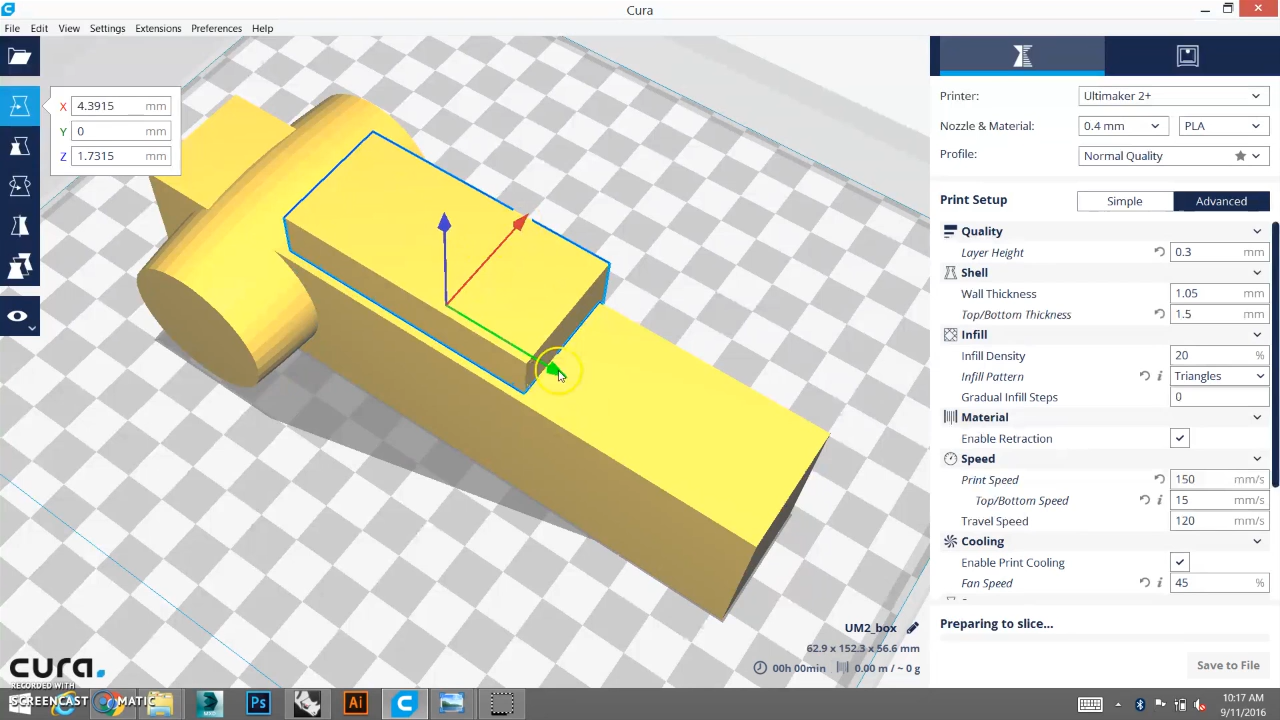 Cura
File Edit View Settings Extensions Preferences Help
X 4.3915 mm
Y 0 mm
Z 1.7315 mm
Printer: Ultimaker 2+
Nozzle & Material: 0.4 mm PLA
Profile: Normal Quality
Print Setup Simple Advanced
Quality
Layer Height 0.3 mm
Shell
Wall Thickness 1.05 mm
Top/Bottom Thickness 1.5 mm
Infill
Infill Density 20 %
Infill Pattern i Triangles
Gradual Infill Steps 0
Material
Enable Retraction
Speed
Print Speed 150 mm/s
Top/Bottom Speed i 15 mm/s
Travel Speed 120 mm/s
Cooling
Enable Print Cooling
Fan Speed i 45 %
UM2_box
62.9 x 152.3 x 56.6 mm
00h 00min 0.00 m / ~ 0 g
Preparing to slice...
Save to File
cura.
RECORDED WITH
SCREENCAST MATIC
Ps
Ai
10:17 AM
9/11/2016